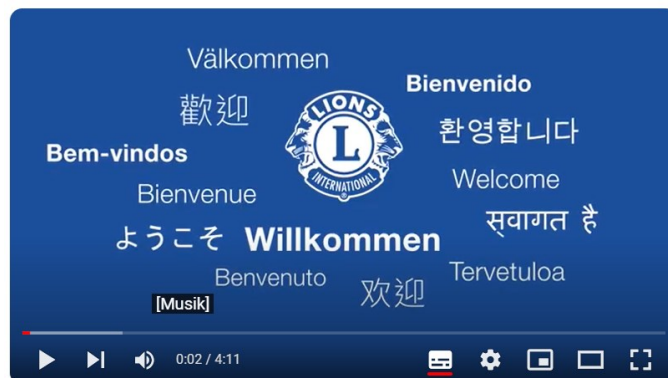 Välkommen
Bienvenido
歡迎
LIONS
L
INTERNATIONAL
환영합니다
Bem-vindos
Welcome
Bienvenue
स्वागत है
ようこそ Willkommen
Benvenuto
Tervetuloa
欢迎
[Musik]
0:02 / 4:11